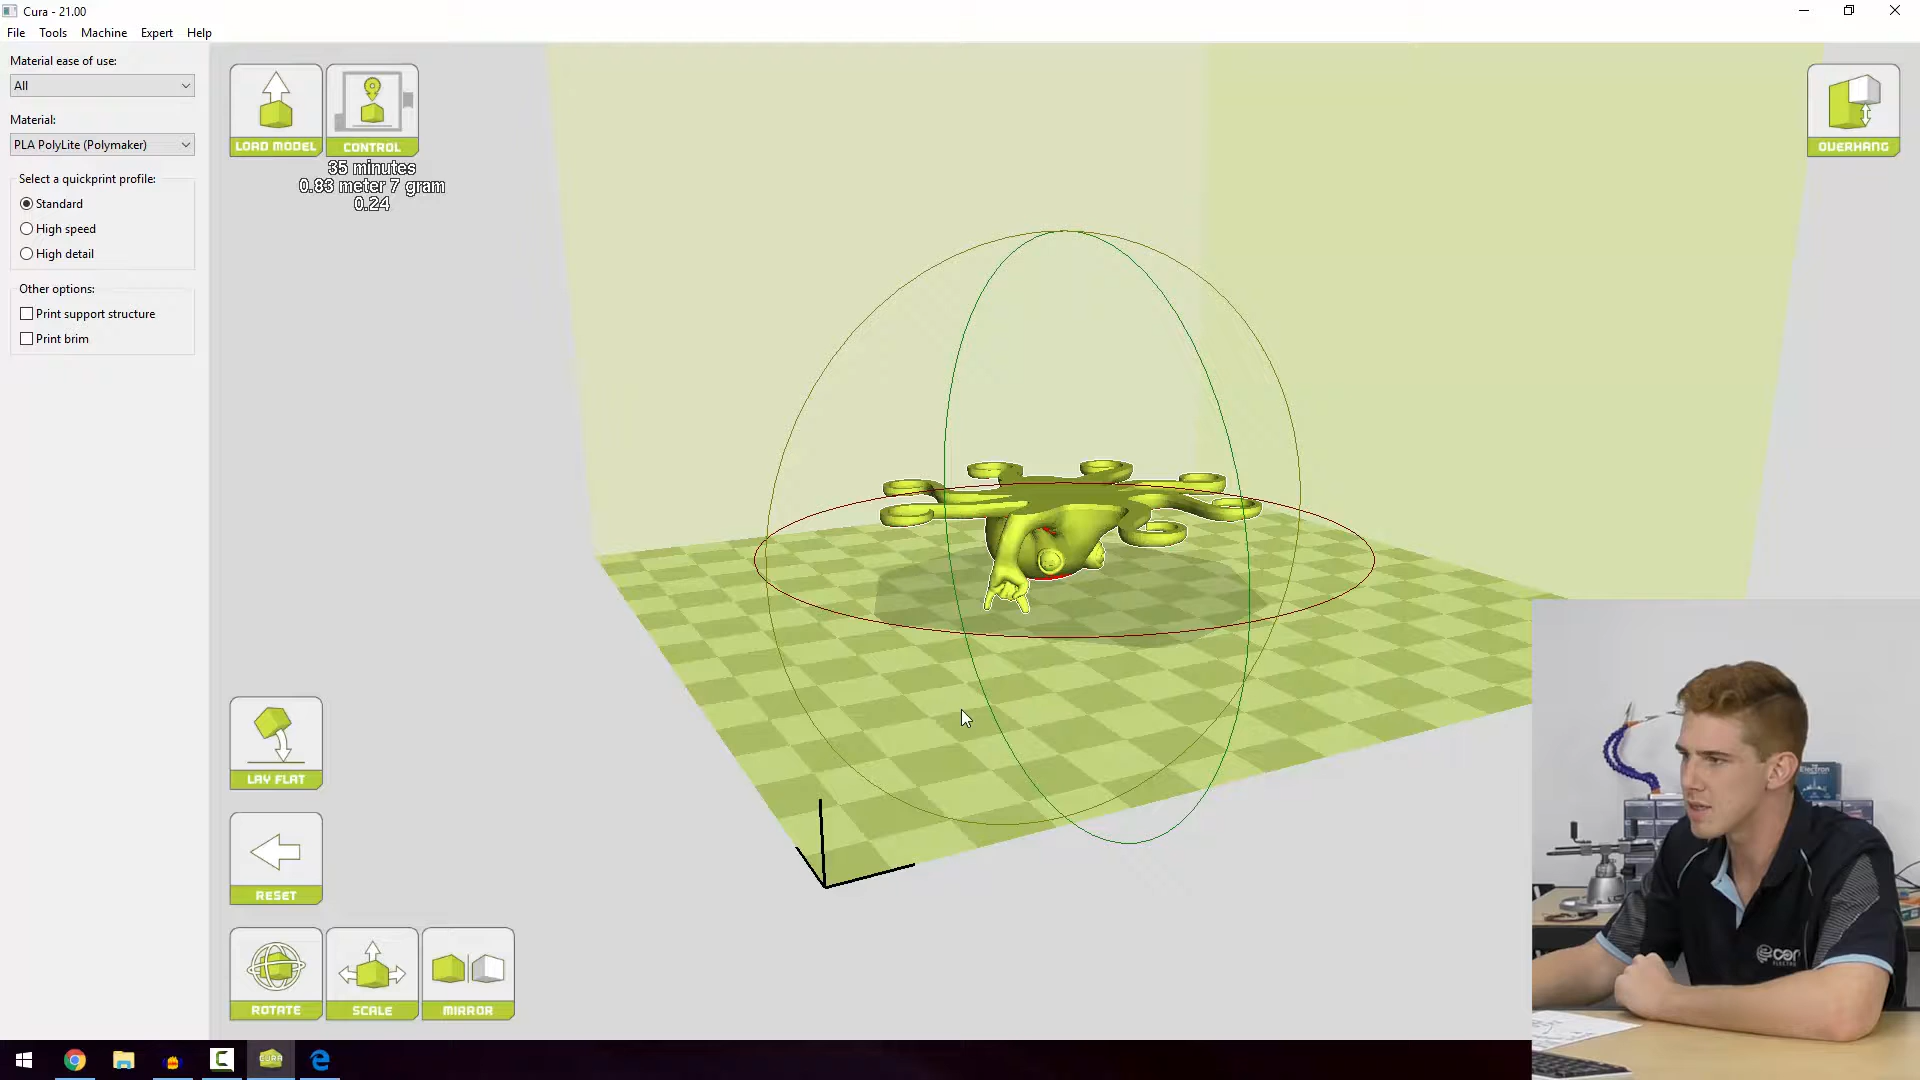 Cura - 21.00
File Tools Machine Expert Help
Material ease of use:
All
Material:
PLA PolyLite (Polymaker)
Select a quickprint profile:
Standard
High speed
High detail
Other options:
Print support structure
Print brim
LOAD MODEL
CONTROL
35 minutes
0.83 meter 7 gram
0.24
OVERHANG
LAY FLAT
RESET
ROTATE
SCALE
MIRROR
CURA